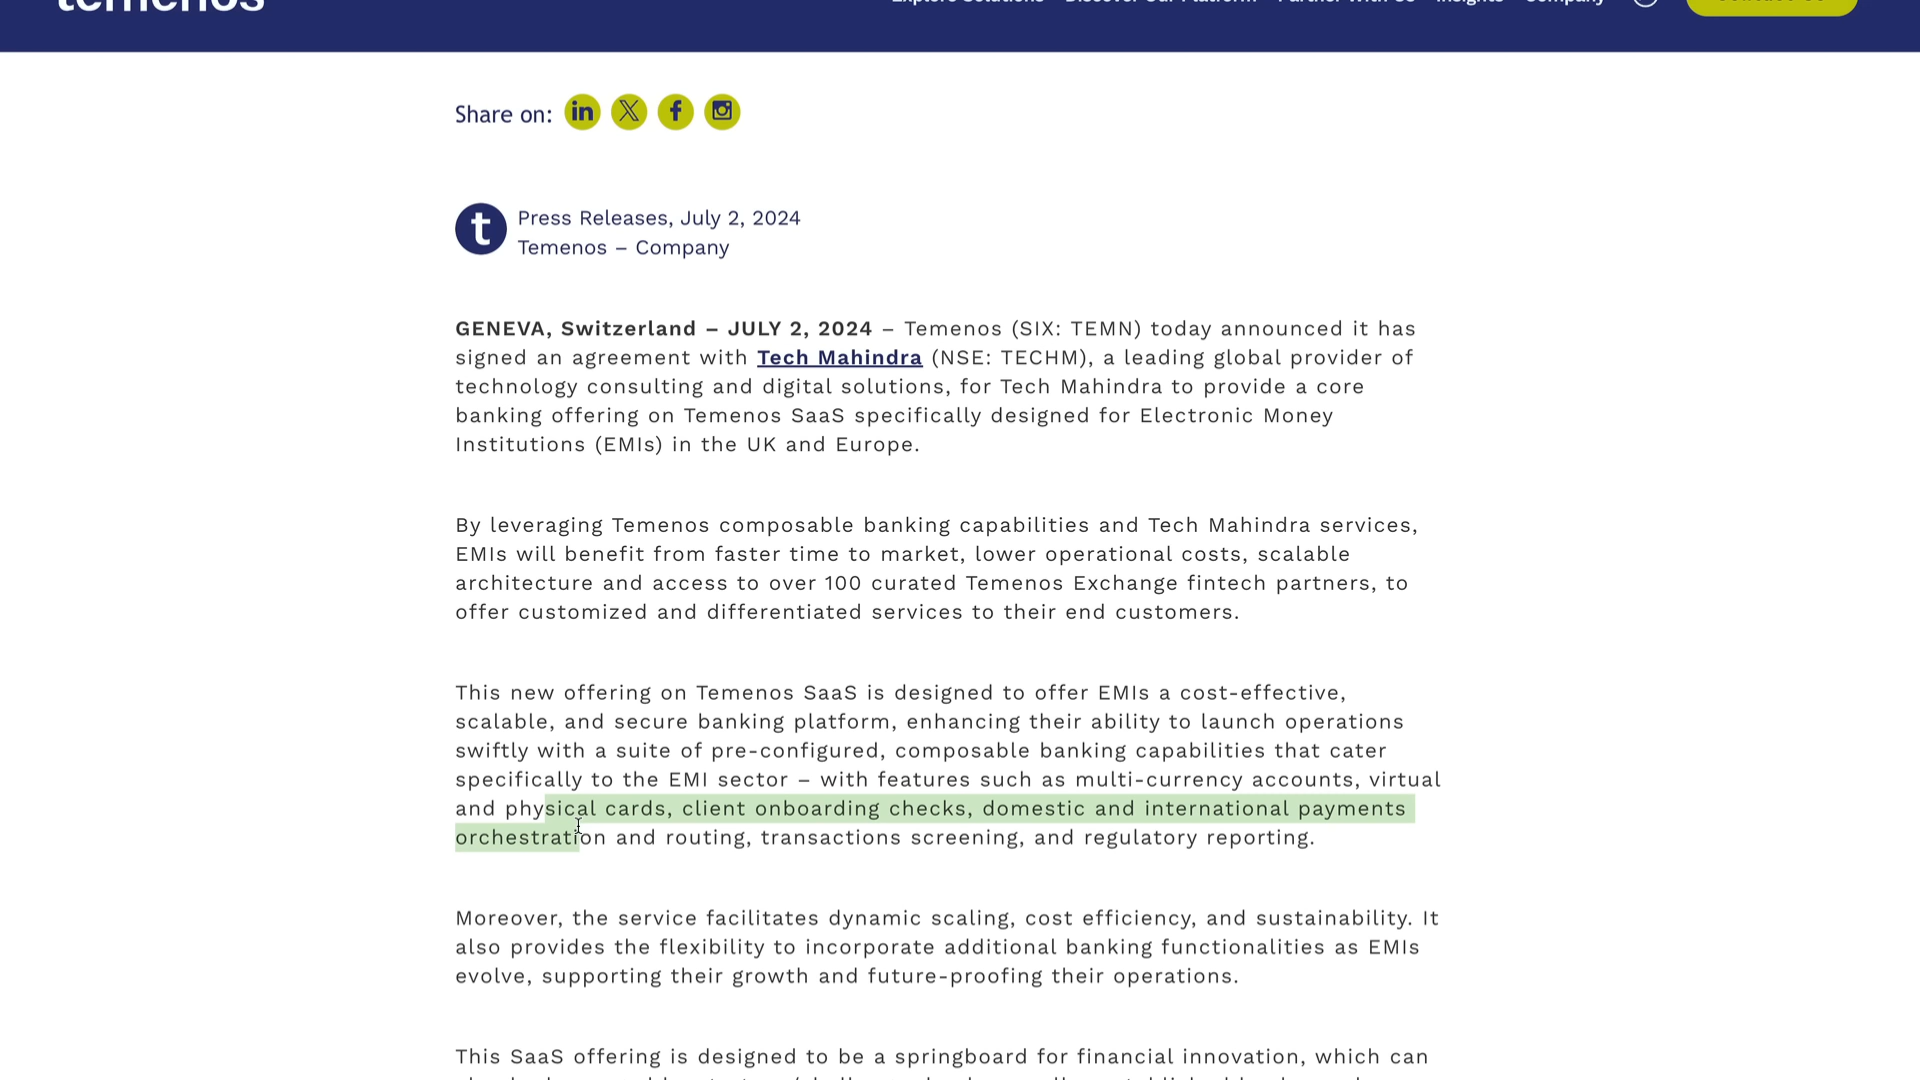 temenos
Explore Solutions Discover Our Platform Partner With Us Insights Company
Share on:
Press Releases, July 2, 2024
Temenos – Company
GENEVA, Switzerland – JULY 2, 2024 – Temenos (SIX: TEMN) today announced it has
signed an agreement with Tech Mahindra (NSE: TECHM), a leading global provider of
technology consulting and digital solutions, for Tech Mahindra to provide a core
banking offering on Temenos SaaS specifically designed for Electronic Money
Institutions (EMIs) in the UK and Europe.
By leveraging Temenos composable banking capabilities and Tech Mahindra services,
EMIs will benefit from faster time to market, lower operational costs, scalable
architecture and access to over 100 curated Temenos Exchange fintech partners, to
offer customized and differentiated services to their end customers.
This new offering on Temenos SaaS is designed to offer EMIs a cost-effective,
scalable, and secure banking platform, enhancing their ability to launch operations
swiftly with a suite of pre-configured, composable banking capabilities that cater
specifically to the EMI sector – with features such as multi-currency accounts, virtual
and physical cards, client onboarding checks, domestic and international payments
orchestration and routing, transactions screening, and regulatory reporting.
Moreover, the service facilitates dynamic scaling, cost efficiency, and sustainability. It
also provides the flexibility to incorporate additional banking functionalities as EMIs
evolve, supporting their growth and future-proofing their operations.
This SaaS offering is designed to be a springboard for financial innovation, which can